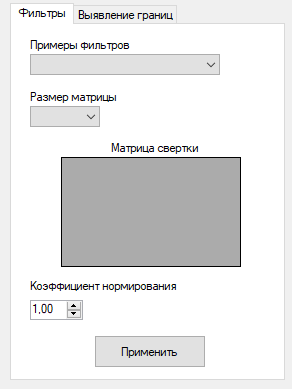 Фильтры Выявление границ
Примеры фильтров
Размер матрицы
Матрица свертки
Коэффициент нормирования
1,00
Применить